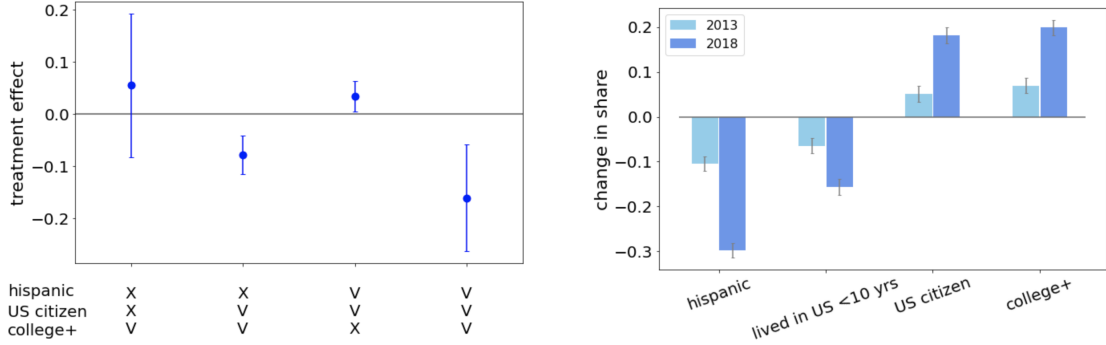 0.2
0.1
0.0
−0.1
−0.2
treatment effect
hispanic X X V V
US citizen X V V V
college+ V V X V
2013
2018
0.2
0.1
0.0
−0.1
−0.2
−0.3
change in share
hispanic
lived in US <10 yrs
US citizen
college+